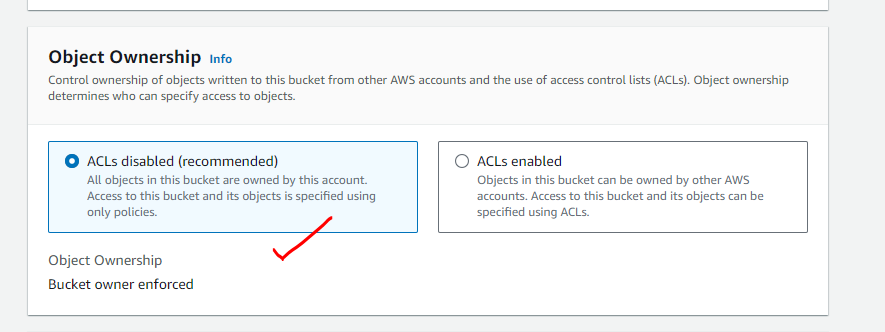 Object Ownership Info
Control ownership of objects written to this bucket from other AWS accounts and the use of access control lists (ACLs). Object ownership
determines who can specify access to objects.
ACLs disabled (recommended)
All objects in this bucket are owned by this account.
Access to this bucket and its objects is specified using
only policies.
ACLs enabled
Objects in this bucket can be owned by other AWS
accounts. Access to this bucket and its objects can be
specified using ACLs.
Object Ownership
Bucket owner enforced